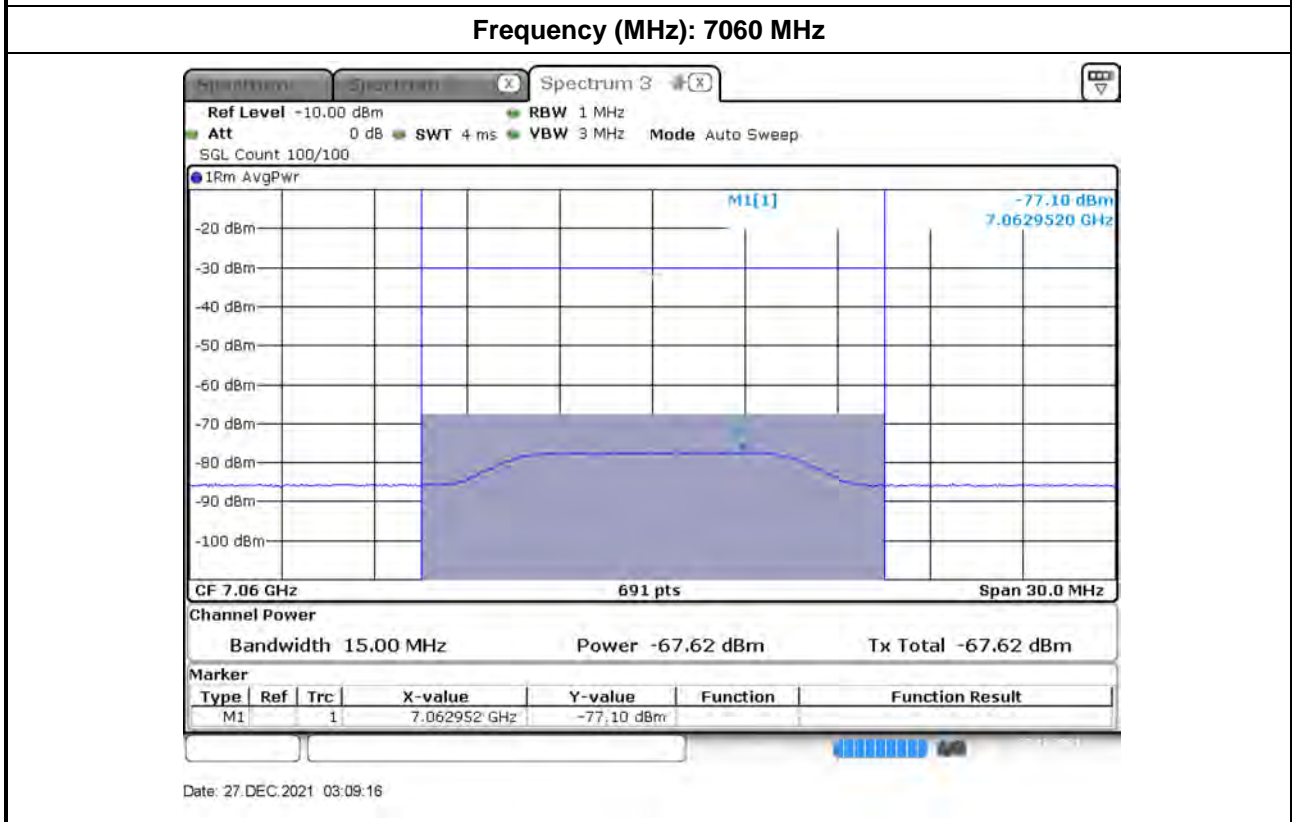 Frequency (MHz): 7060 MHz
Spectrum 3
Ref Level -10.00 dBm RBW 1 MHz
Att 0 dB SWT 4 ms VBW 3 MHz Mode Auto Sweep
SGL Count 100/100
1Rm AvgPwr
M1[1] -77.10 dBm
7.0629520 GHz
-20 dBm
-30 dBm
-40 dBm
-50 dBm
-60 dBm
-70 dBm
-80 dBm
-90 dBm
-100 dBm
CF 7.06 GHz 691 pts Span 30.0 MHz
Channel Power
Bandwidth 15.00 MHz Power -67.62 dBm Tx Total -67.62 dBm
Marker
Type Ref Trc X-value Y-value Function Function Result
M1 1 7.062952 GHz -77.10 dBm
Date: 27.DEC.2021 03:09:16